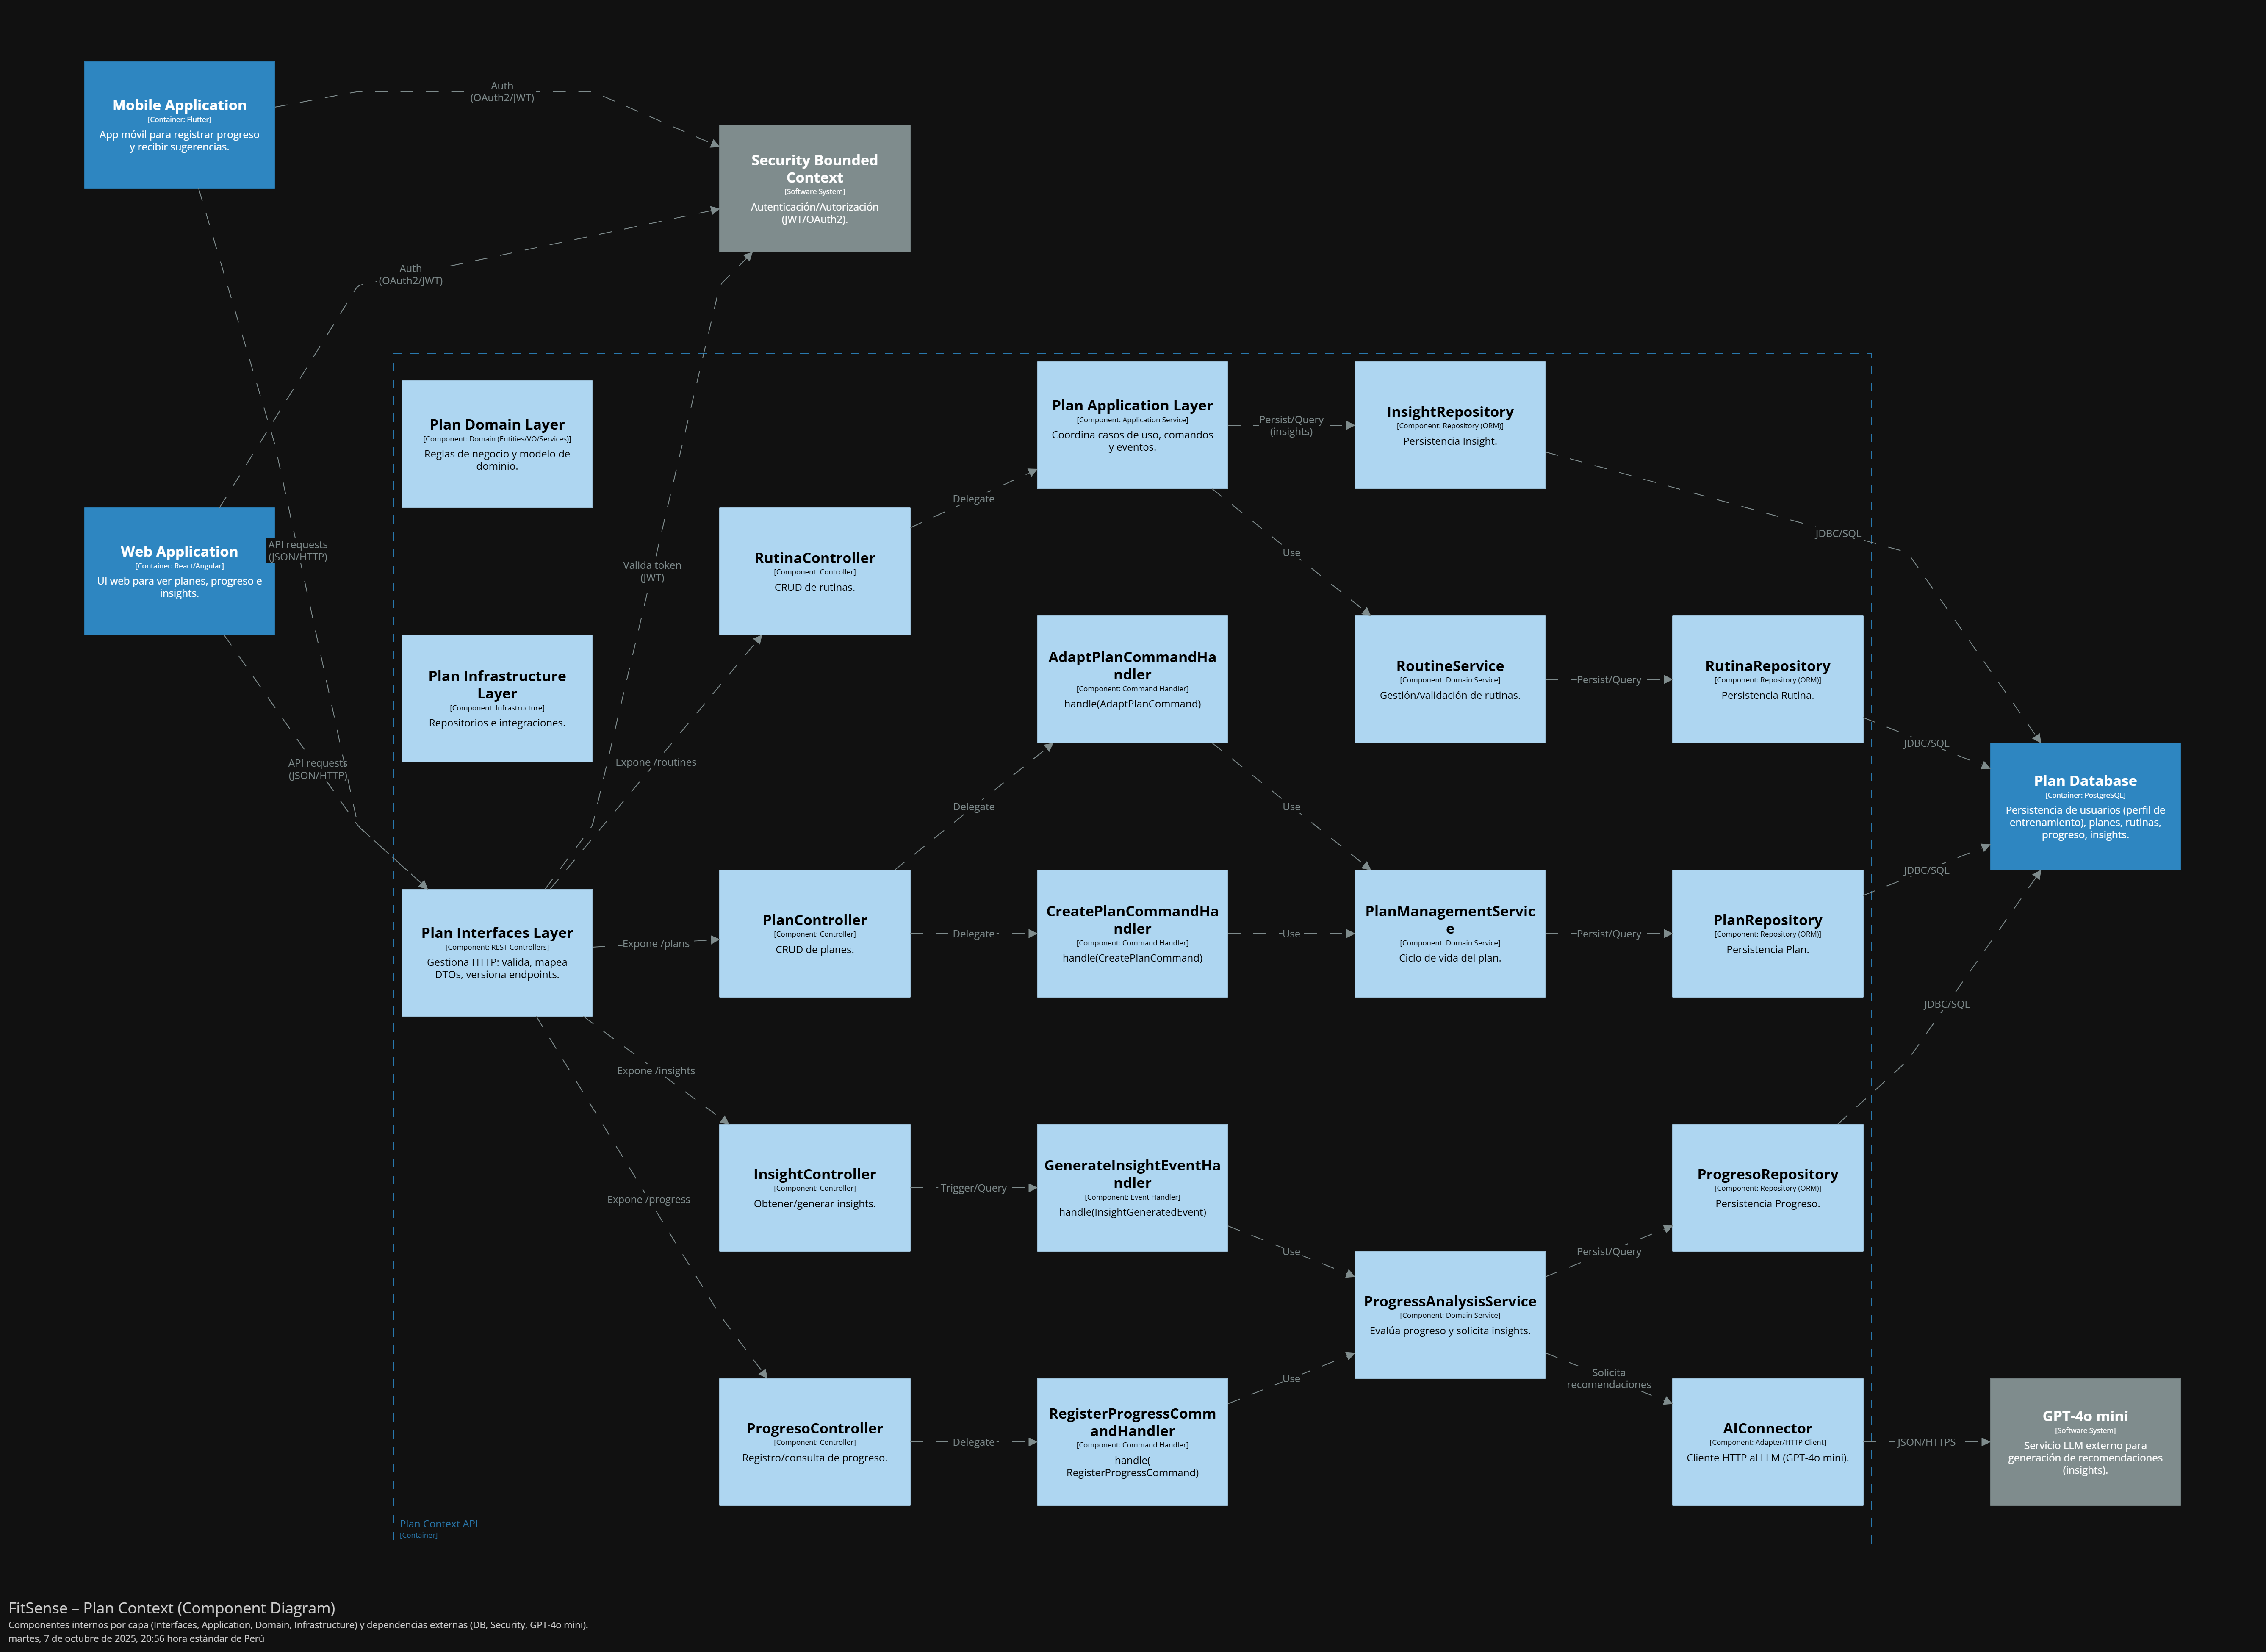 Mobile Application
[Container: Flutter]
App móvil para registrar progreso
y recibir sugerencias.
Auth
(OAuth2/JWT)
Security Bounded
Context
[Software System]
Autenticación/Autorización
(JWT/OAuth2).
Auth
(OAuth2/JWT)
Web Application
[Container: React/Angular]
UI web para ver planes, progreso e
insights.
API requests
(JSON/HTTP)
API requests
(JSON/HTTP)
Valida token
(JWT)
Plan Domain Layer
[Component: Domain (Entities/VO/Services)]
Reglas de negocio y modelo de
dominio.
Plan Infrastructure
Layer
[Component: Infrastructure]
Repositorios e integraciones.
Plan Interfaces Layer
[Component: REST Controllers]
Gestiona HTTP: valida, mapea
DTOs, versiona endpoints.
Expone /routines
Expone /plans
Expone /insights
Expone /progress
RutinaController
[Component: Controller]
CRUD de rutinas.
Delegate
Plan Application Layer
[Component: Application Service]
Coordina casos de uso, comandos
y eventos.
Persist/Query
(insights)
InsightRepository
[Component: Repository (ORM)]
Persistencia Insight.
JDBC/SQL
Use
AdaptPlanCommandHa
ndler
[Component: Command Handler]
handle(AdaptPlanCommand)
RoutineService
[Component: Domain Service]
Gestión/validación de rutinas.
Persist/Query
RutinaRepository
[Component: Repository (ORM)]
Persistencia Rutina.
JDBC/SQL
Plan Database
[Container: PostgreSQL]
Persistencia de usuarios (perfil de
entrenamiento), planes, rutinas,
progreso, insights.
Delegate
Use
PlanController
[Component: Controller]
CRUD de planes.
Delegate
CreatePlanCommandHa
ndler
[Component: Command Handler]
handle(CreatePlanCommand)
Use
PlanManagementServic
e
[Component: Domain Service]
Ciclo de vida del plan.
Persist/Query
PlanRepository
[Component: Repository (ORM)]
Persistencia Plan.
JDBC/SQL
JDBC/SQL
InsightController
[Component: Controller]
Obtener/generar insights.
Trigger/Query
GenerateInsightEventHa
ndler
[Component: Event Handler]
handle(InsightGeneratedEvent)
Use
ProgressAnalysisService
[Component: Domain Service]
Evalúa progreso y solicita insights.
Persist/Query
ProgresoRepository
[Component: Repository (ORM)]
Persistencia Progreso.
Solicita
recomendaciones
ProgresoController
[Component: Controller]
Registro/consulta de progreso.
Delegate
RegisterProgressComm
andHandler
[Component: Command Handler]
handle(
RegisterProgressCommand)
Use
AIConnector
[Component: Adapter/HTTP Client]
Cliente HTTP al LLM (GPT-4o mini).
JSON/HTTPS
GPT-4o mini
[Software System]
Servicio LLM externo para
generación de recomendaciones
(insights).
Plan Context API
[Container]
FitSense – Plan Context (Component Diagram)
Componentes internos por capa (Interfaces, Application, Domain, Infrastructure) y dependencias externas (DB, Security, GPT-4o mini).
martes, 7 de octubre de 2025, 20:56 hora estándar de Perú